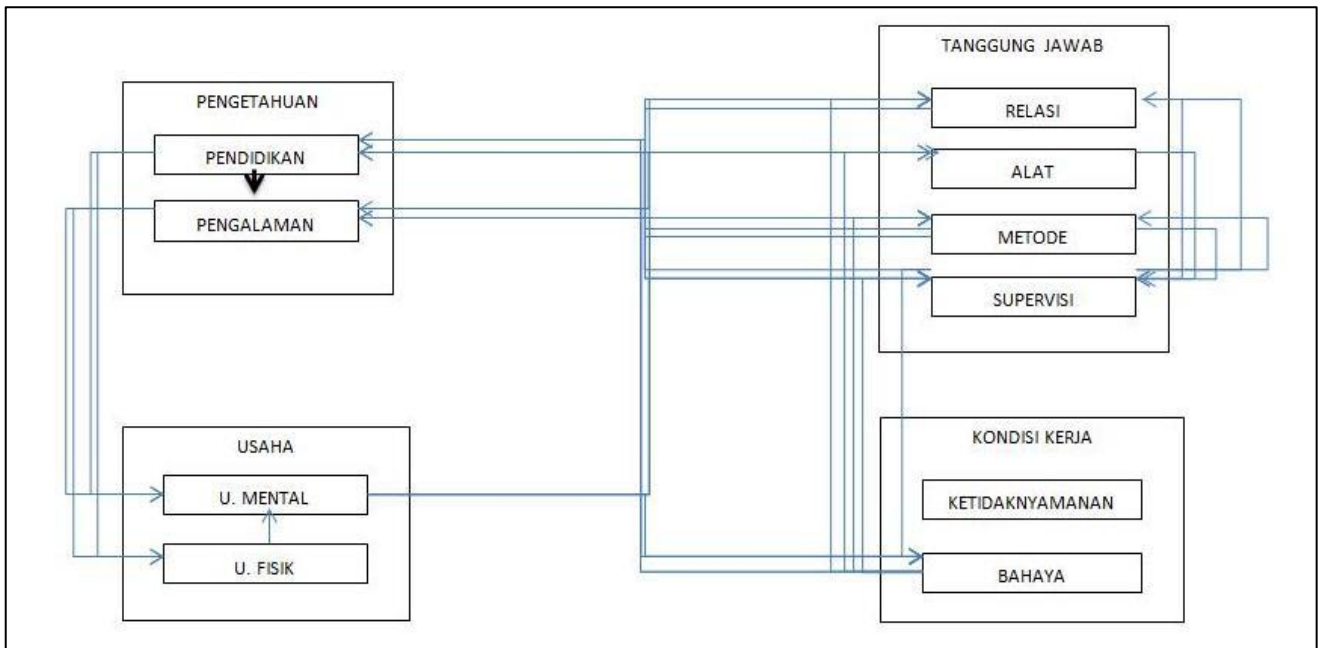 PENGETAHUAN
PENDIDIKAN
PENGALAMAN
USAHA
U. MENTAL
U. FISIK
TANGGUNG JAWAB
RELASI
ALAT
METODE
SUPERVISI
KONDISI KERJA
KETIDAKNYAMANAN
BAHAYA